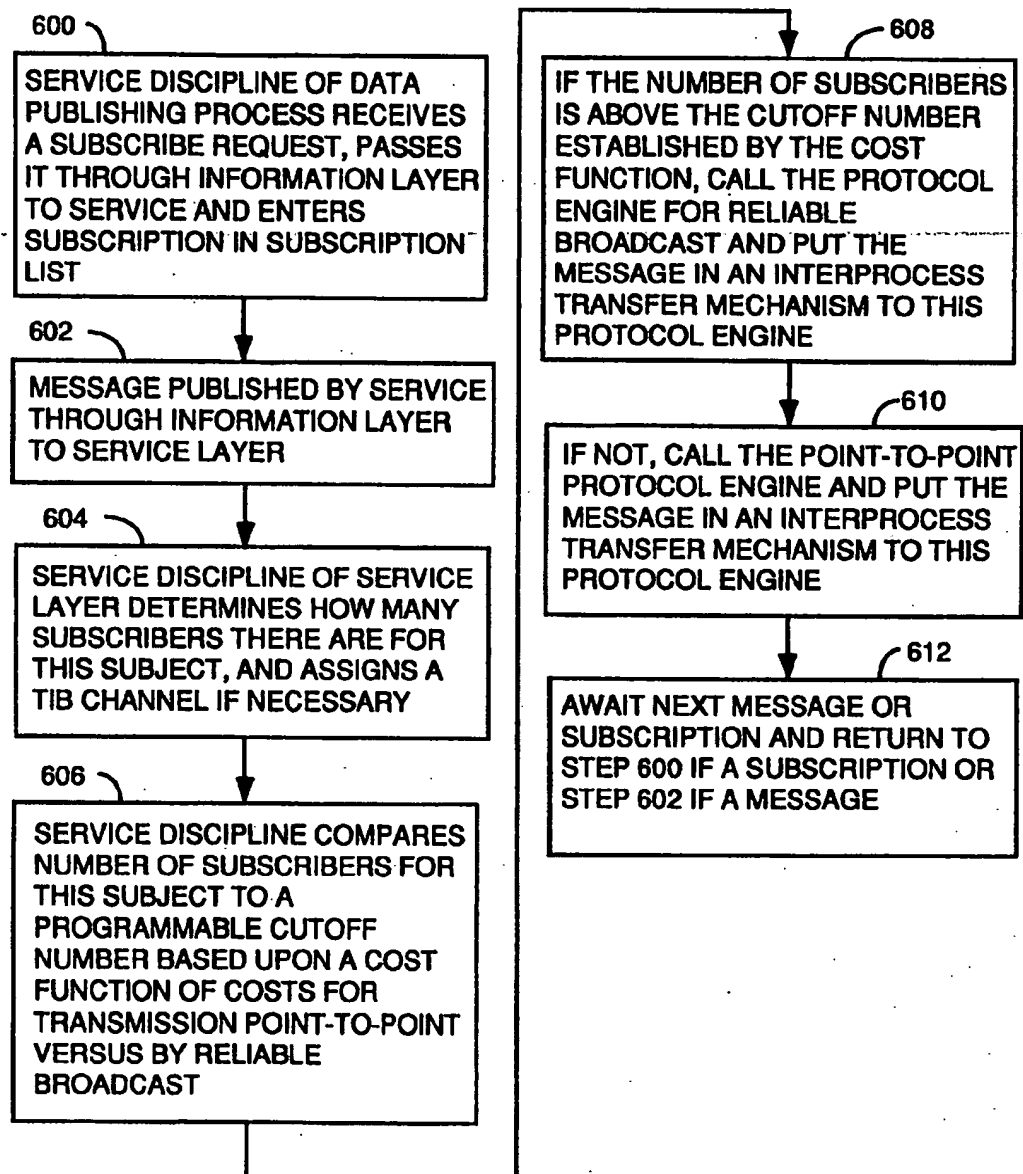 600
SERVICE DISCIPLINE OF DATA
PUBLISHING PROCESS RECEIVES
A SUBSCRIBE REQUEST, PASSES
IT THROUGH INFORMATION LAYER
TO SERVICE AND ENTERS
SUBSCRIPTION IN SUBSCRIPTION
LIST
602
MESSAGE PUBLISHED BY SERVICE
THROUGH INFORMATION LAYER
TO SERVICE LAYER
604
SERVICE DISCIPLINE OF SERVICE
LAYER DETERMINES HOW MANY
SUBSCRIBERS THERE ARE FOR
THIS SUBJECT, AND ASSIGNS A
TIB CHANNEL IF NECESSARY
606
SERVICE DISCIPLINE COMPARES
NUMBER OF SUBSCRIBERS FOR
THIS SUBJECT TO A
PROGRAMMABLE CUTOFF
NUMBER BASED UPON A COST
FUNCTION OF COSTS FOR
TRANSMISSION POINT-TO-POINT
VERSUS BY RELIABLE
BROADCAST
608
IF THE NUMBER OF SUBSCRIBERS
IS ABOVE THE CUTOFF NUMBER
ESTABLISHED BY THE COST
FUNCTION, CALL THE PROTOCOL
ENGINE FOR RELIABLE
BROADCAST AND PUT THE
MESSAGE IN AN INTERPROCESS
TRANSFER MECHANISM TO THIS
PROTOCOL ENGINE
610
IF NOT, CALL THE POINT-TO-POINT
PROTOCOL ENGINE AND PUT THE
MESSAGE IN AN INTERPROCESS
TRANSFER MECHANISM TO THIS
PROTOCOL ENGINE
612
AWAIT NEXT MESSAGE OR
SUBSCRIPTION AND RETURN TO
STEP 600 IF A SUBSCRIPTION OR
STEP 602 IF A MESSAGE